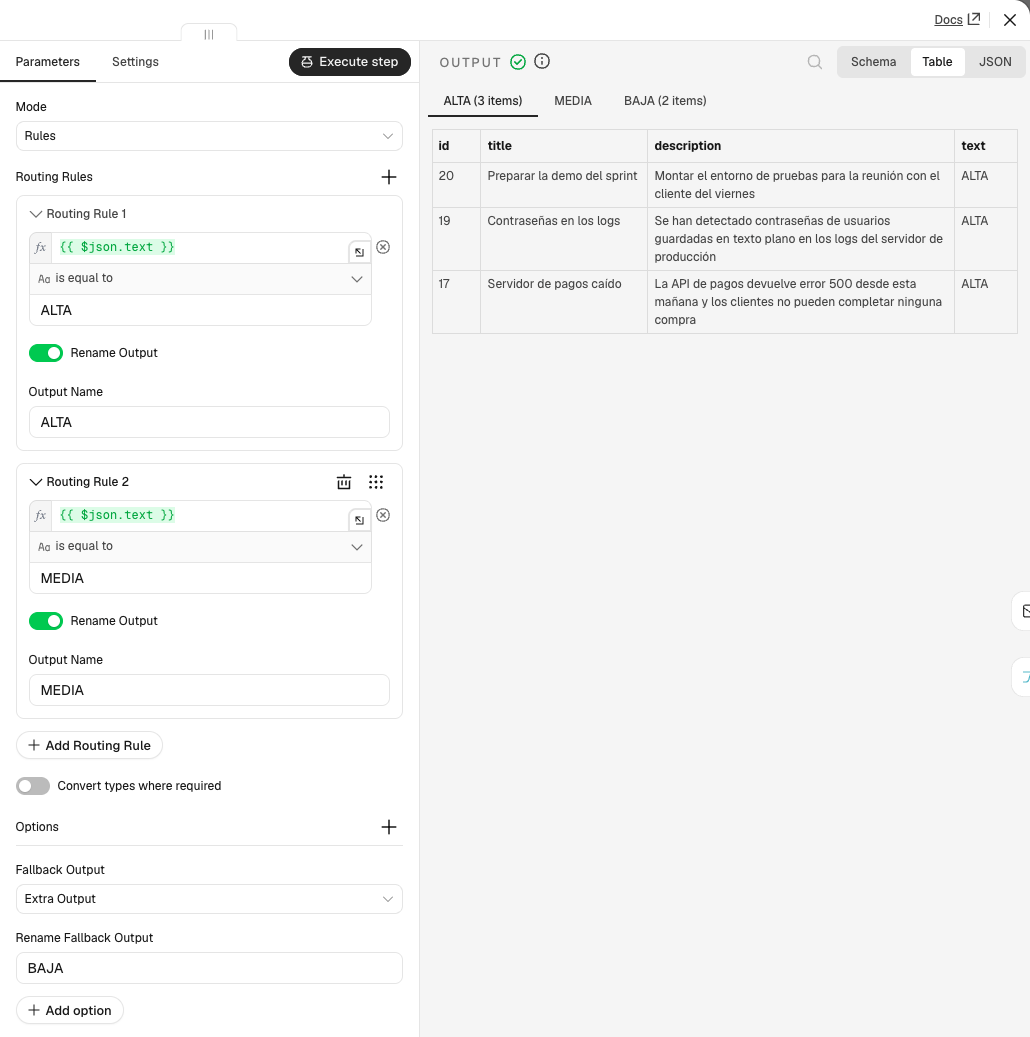 Docs
Parameters
Settings
Execute step
Mode
Rules
Routing Rules
Routing Rule 1
fx {{ $json.text }}
Aa is equal to
ALTA
Rename Output
Output Name
ALTA
Routing Rule 2
fx {{ $json.text }}
Aa is equal to
MEDIA
Rename Output
Output Name
MEDIA
Add Routing Rule
Convert types where required
Options
Fallback Output
Extra Output
Rename Fallback Output
BAJA
Add option
OUTPUT
Schema Table JSON
ALTA (3 items) MEDIA BAJA (2 items)
id title description text
20 Preparar la demo del sprint Montar el entorno de pruebas para la reunión con el ALTA
cliente del viernes
19 Contraseñas en los logs Se han detectado contraseñas de usuarios ALTA
guardadas en texto plano en los logs del servidor de
producción
17 Servidor de pagos caído La API de pagos devuelve error 500 desde esta ALTA
mañana y los clientes no pueden completar ninguna
compra